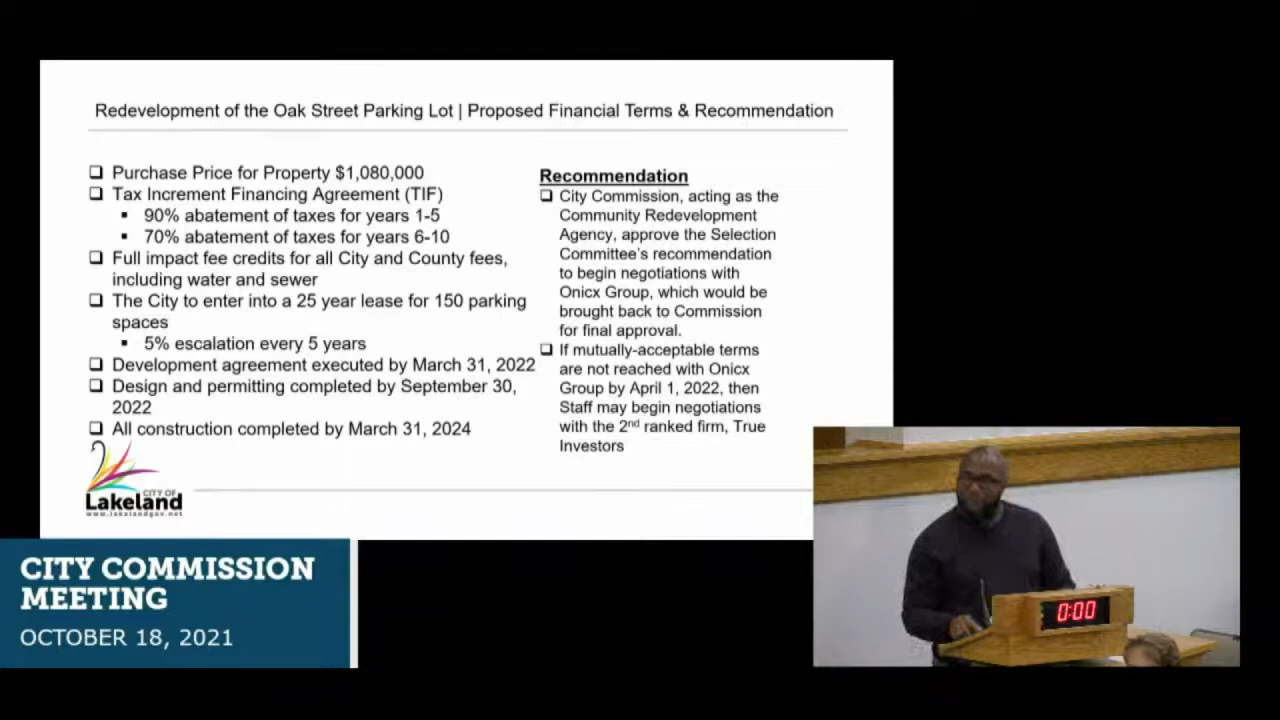 Redevelopment of the Oak Street Parking Lot | Proposed Financial Terms & Recommendation
Purchase Price for Property $1,080,000
Tax Increment Financing Agreement (TIF)
90% abatement of taxes for years 1-5
70% abatement of taxes for years 6-10
Full impact fee credits for all City and County fees,
including water and sewer
The City to enter into a 25 year lease for 150 parking
spaces
5% escalation every 5 years
Development agreement executed by March 31, 2022
Design and permitting completed by September 30,
2022
All construction completed by March 31, 2024
Recommendation
City Commission, acting as the
Community Redevelopment
Agency, approve the Selection
Committee's recommendation
to begin negotiations with
Onicx Group, which would be
brought back to Commission
for final approval.
If mutually-acceptable terms
are not reached with Onicx
Group by April 1, 2022, then
Staff may begin negotiations
with the 2nd ranked firm, True
Investors
CITY OF
Lakeland
www.lakelandgov.net
CITY COMMISSION
MEETING
OCTOBER 18, 2021
0:00